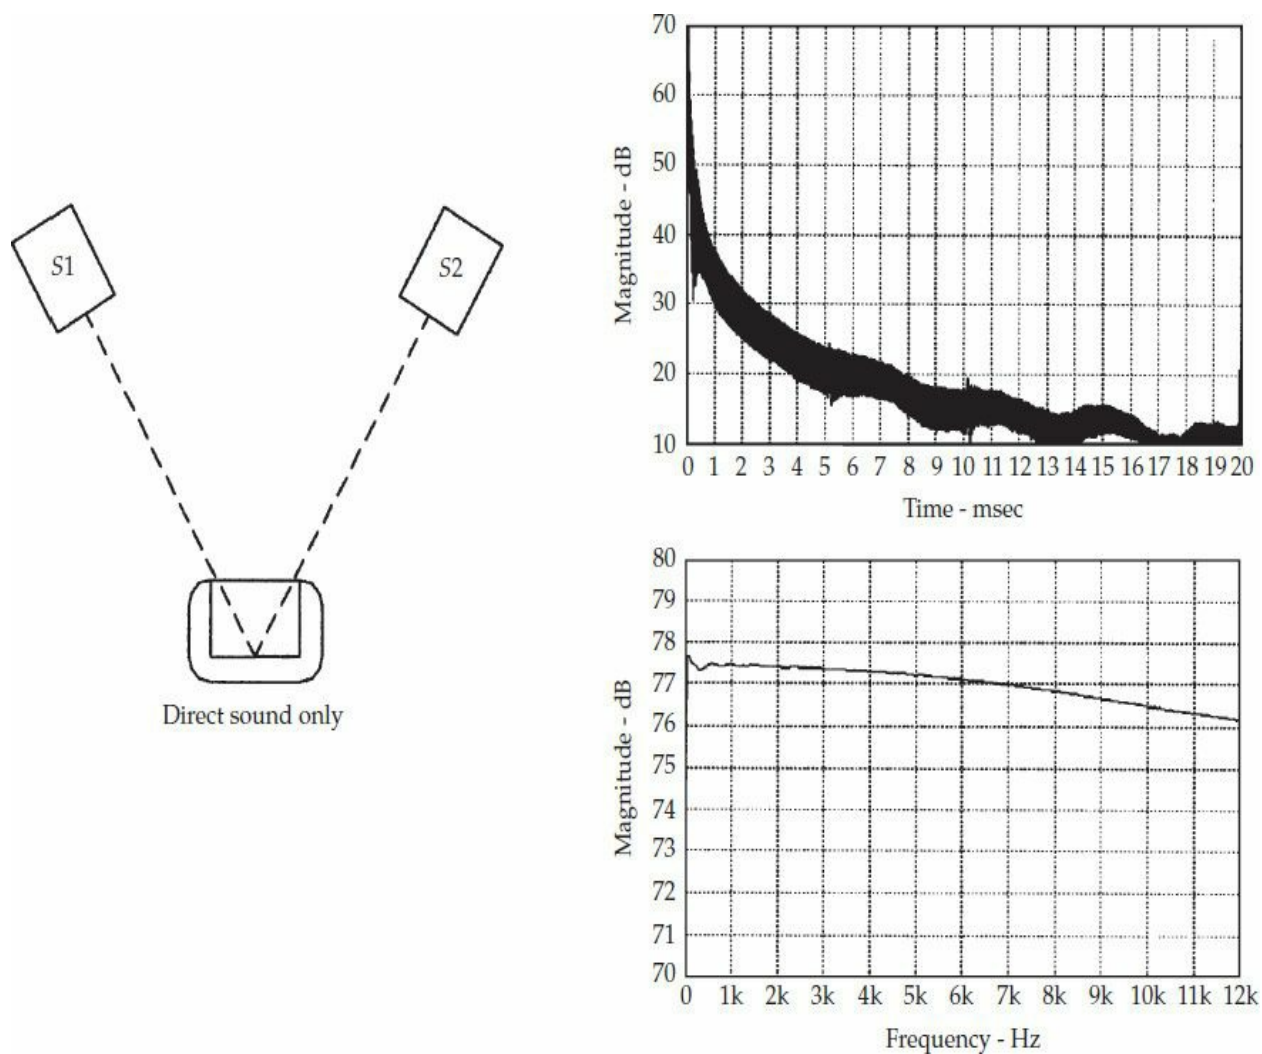 S1
S2
Direct sound only
70
60
50
40
30
20
10
Magnitude - dB
0 1 2 3 4 5 6 7 8 9 10 11 12 13 14 15 16 17 18 19 20
Time - msec
80
79
78
77
76
75
74
73
72
71
70
Magnitude - dB
0 1k 2k 3k 4k 5k 6k 7k 8k 9k 10k 11k 12k
Frequency - Hz